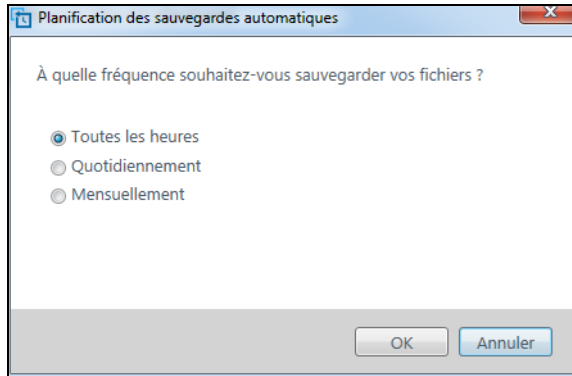 Planification des sauvegardes automatiques
À quelle fréquence souhaitez-vous sauvegarder vos fichiers ?
Toutes les heures
Quotidiennement
Mensuellement
OK Annuler